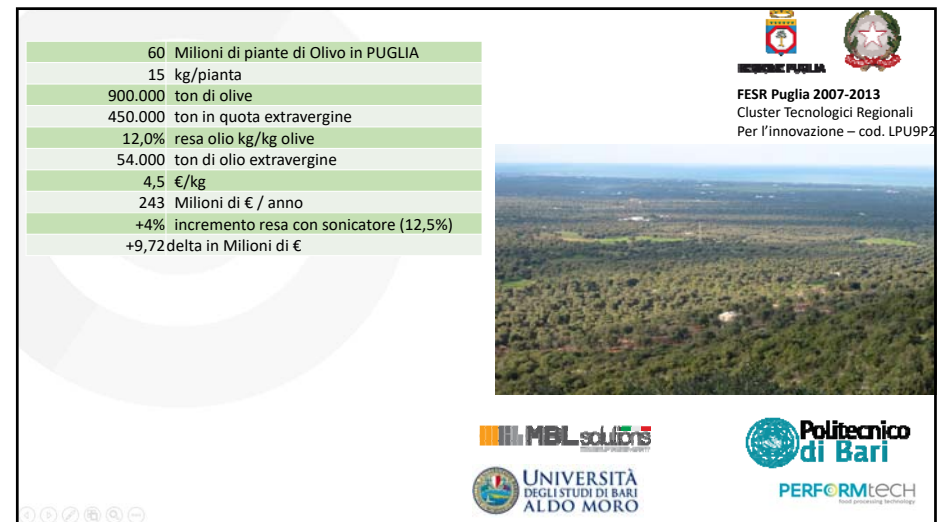 60 Milioni di piante di Olivo in PUGLIA
15 kg/pianta
900.000 ton di olive
450.000 ton in quota extravergine
12,0% resa olio kg/kg olive
54.000 ton di olio extravergine
4,5 €/kg
243 Milioni di € / anno
+4% incremento resa con sonicatore (12,5%)
+9,72 delta in Milioni di €
REGIONE PUGLIA
FESR Puglia 2007-2013
Cluster Tecnologici Regionali
Per l'innovazione – cod. LPU9P2
MBL solutions
UNIVERSITÀ
DEGLI STUDI DI BARI
ALDO MORO
Politecnico
di Bari
PERFORMtECH
food processing technology